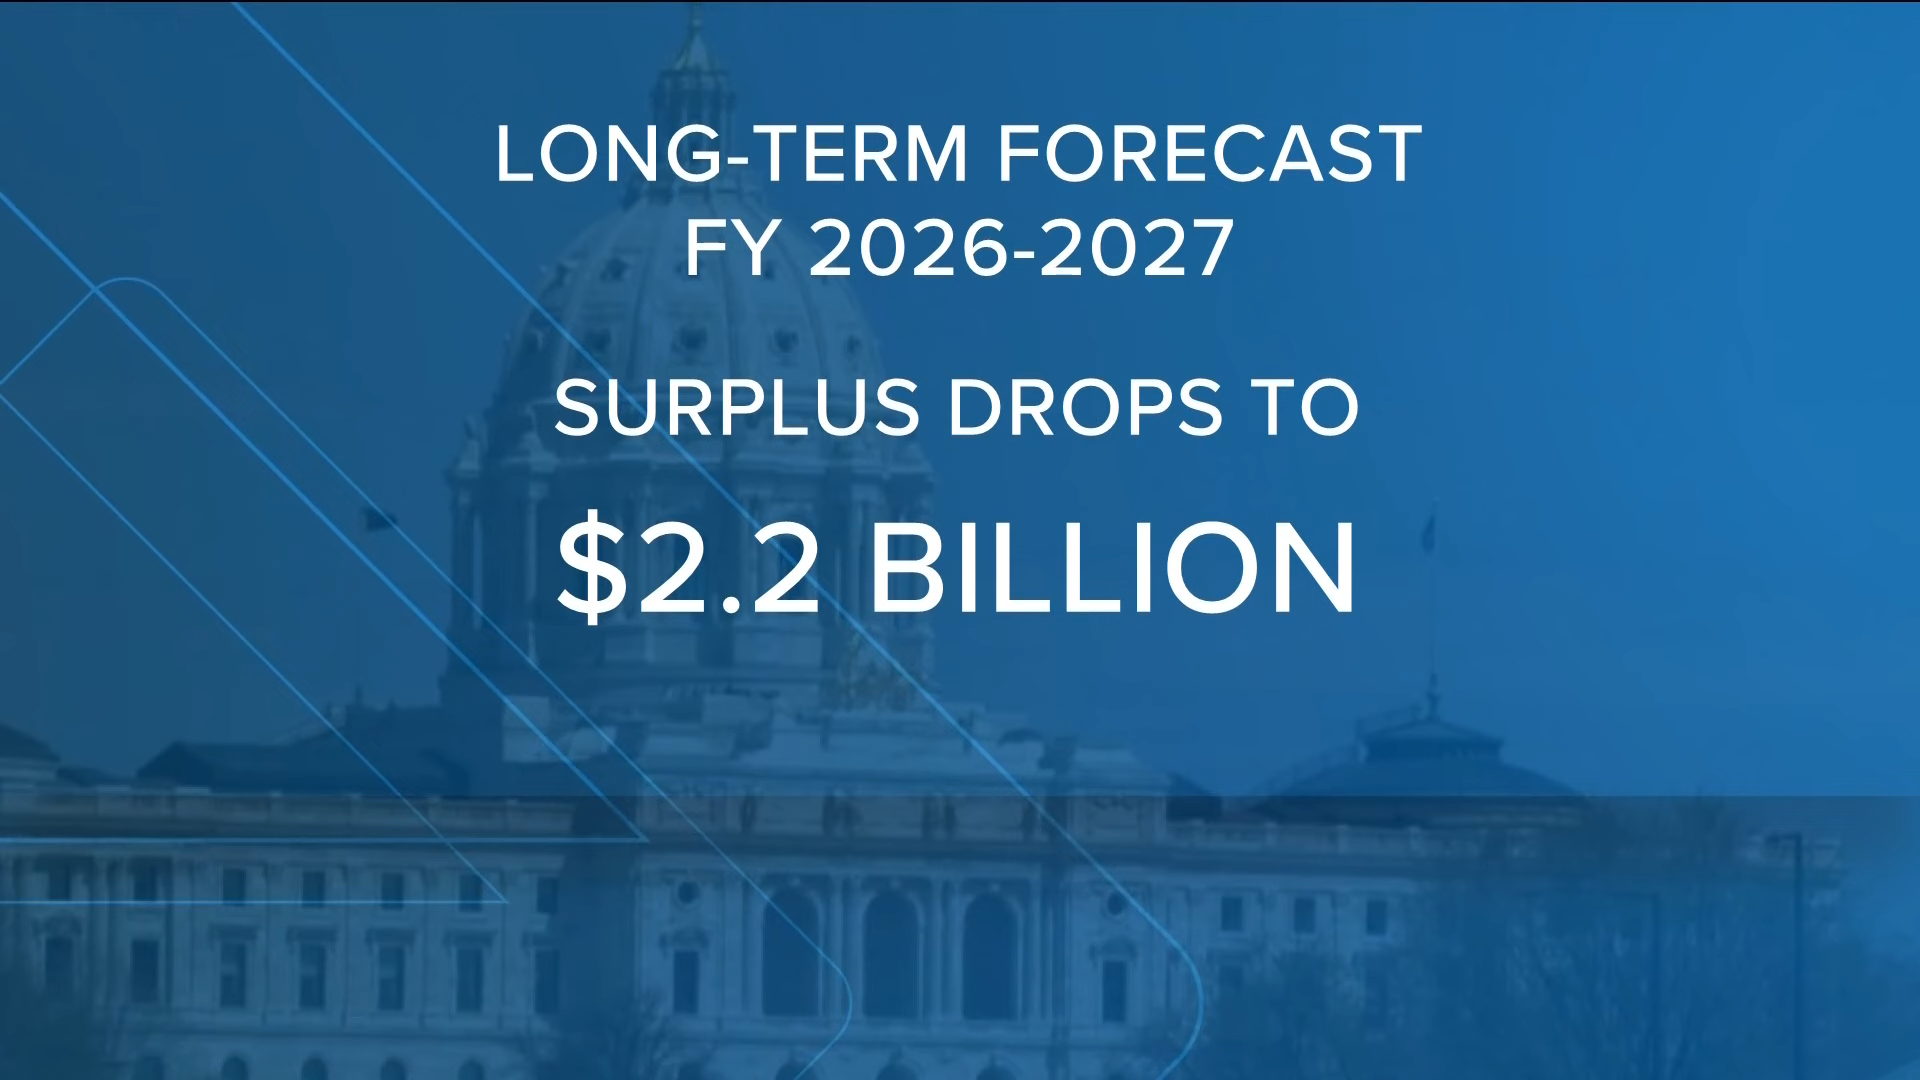 LONG-TERM FORECAST
FY 2026-2027
SURPLUS DROPS TO
$2.2 BILLION